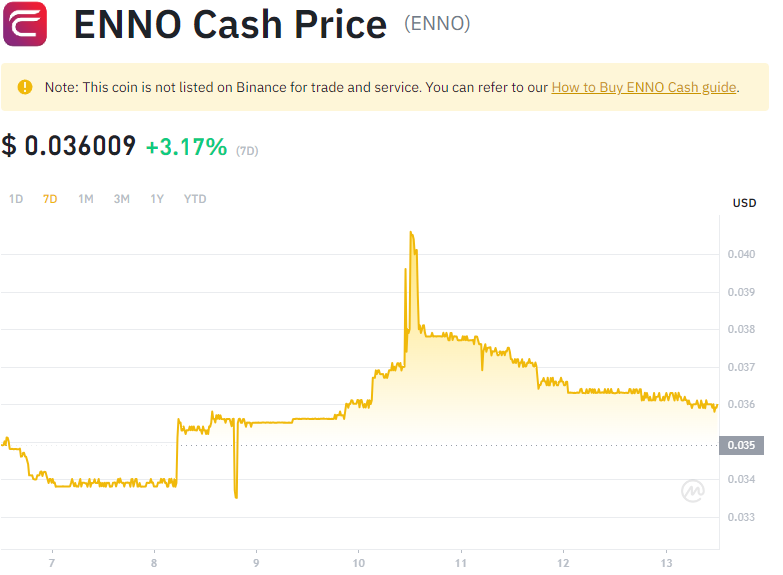 ENNO Cash Price (ENNO)
Note: This coin is not listed on Binance for trade and service. You can refer to our How to Buy ENNO Cash guide.
$ 0.036009 +3.17% (7D)
1D 7D 1M 3M 1Y YTD
USD
0.040
0.039
0.038
0.037
0.036
0.035
0.034
0.033
7 8 9 10 11 12 13